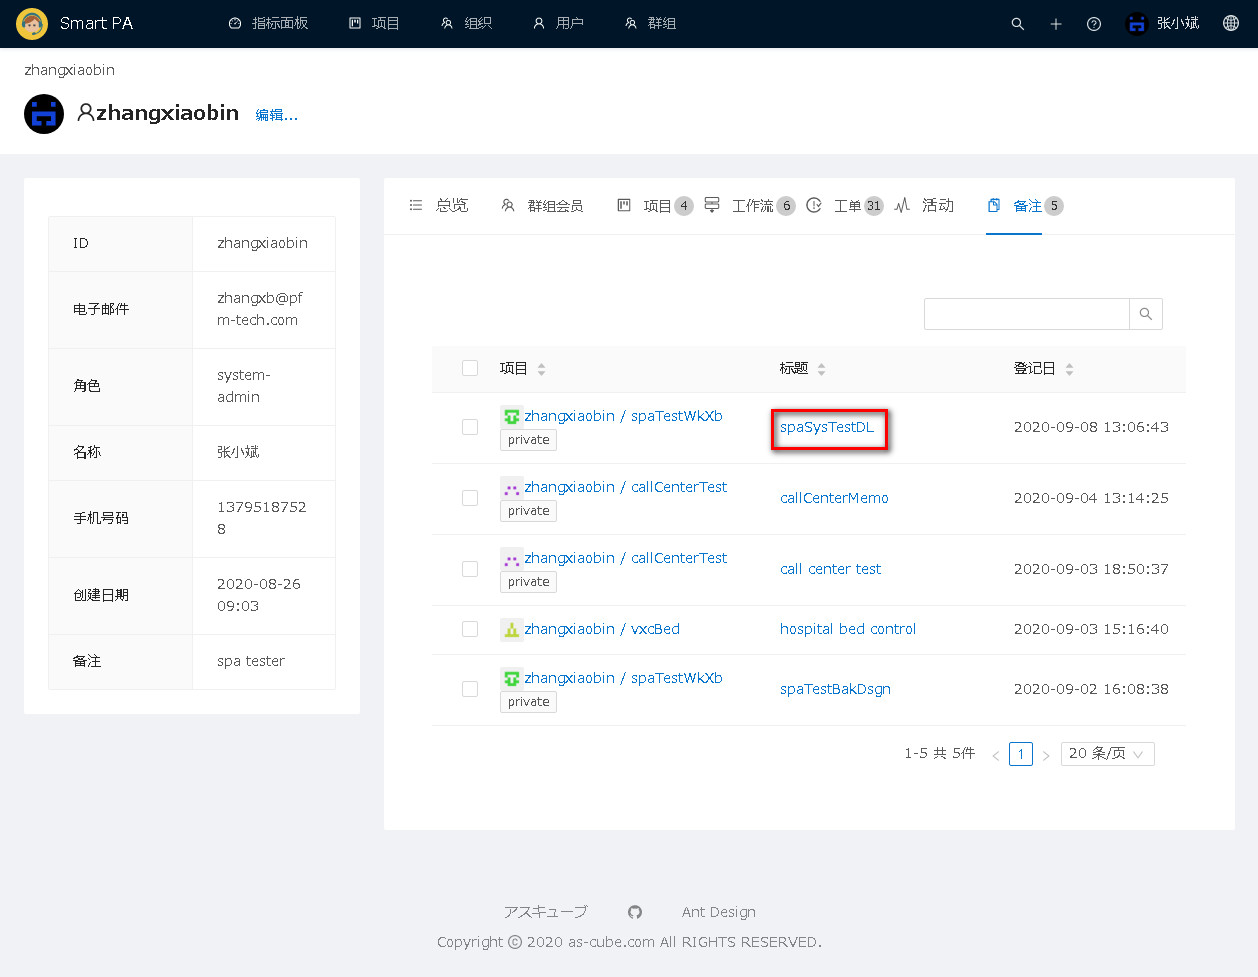 Smart PA 指标面板 项目 组织 用户 群组 张小斌
zhangxiaobin
zhangxiaobin 编辑...
总览 群组会员 项目 4 工作流 6 工单 31 活动 备注 5
ID zhangxiaobin
电子邮件 zhangxb@pf
m-tech.com
角色 system-
admin
名称 张小斌
手机号码 1379518752
8
创建日期 2020-08-26
09:03
备注 spa tester
项目 标题 登记日
zhangxiaobin / spaTestWkXb
private
spaSysTestDL 2020-09-08 13:06:43
zhangxiaobin / callCenterTest
private
callCenterMemo 2020-09-04 13:14:25
zhangxiaobin / callCenterTest
private
call center test 2020-09-03 18:50:37
zhangxiaobin / vxcBed hospital bed control 2020-09-03 15:16:40
zhangxiaobin / spaTestWkXb
private
spaTestBakDsgn 2020-09-02 16:08:38
1-5 共 5件 < 1 > 20 条/页
アスキューブ Ant Design
Copyright © 2020 as-cube.com All RIGHTS RESERVED.